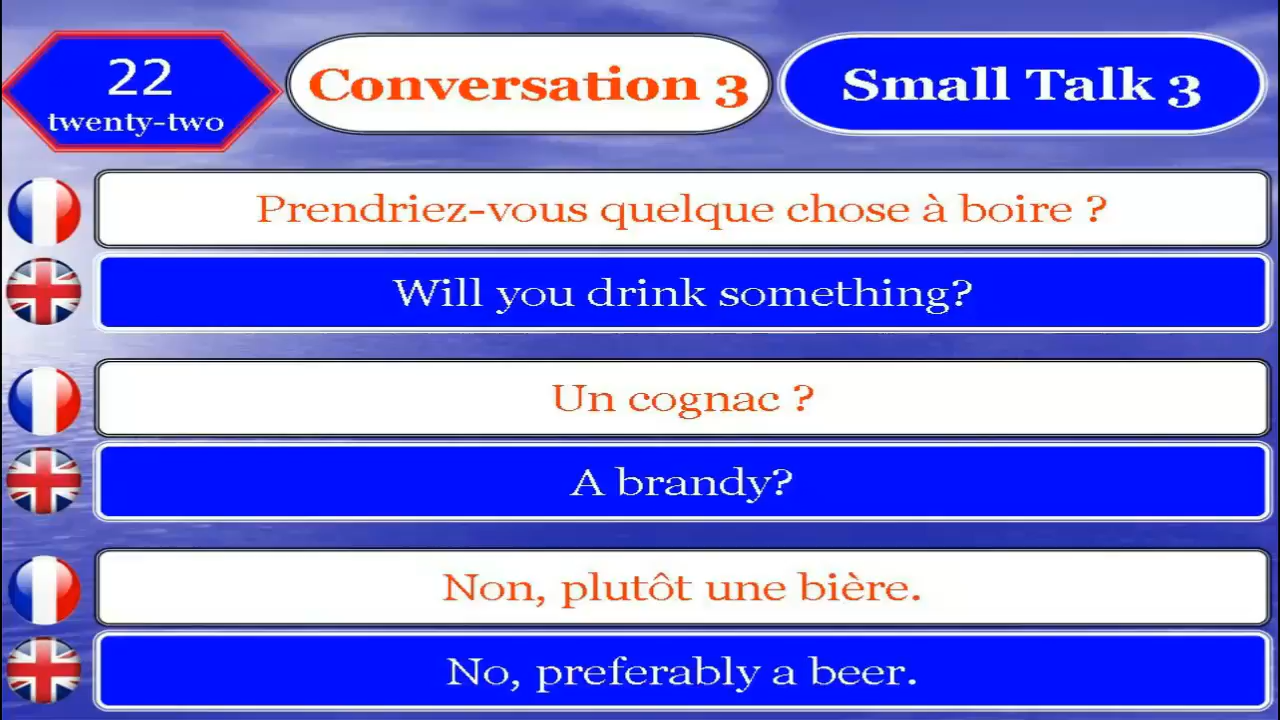 22
twenty-two
Conversation 3
Small Talk 3
Prendriez-vous quelque chose à boire ?
Will you drink something?
Un cognac ?
A brandy?
Non, plutôt une bière.
No, preferably a beer.